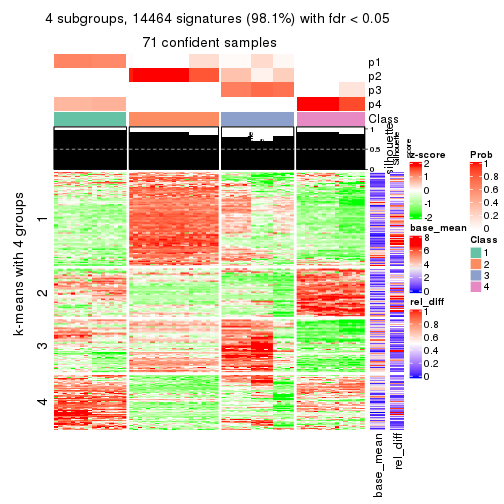 4 subgroups, 14464 signatures (98.1%) with fdr < 0.05
71 confident samples
p1
p2
p3
p4
Class
1
0.5
0
silhouette
Silhouette
score
k-means with 4 groups
1
2
3
4
base_mean
rel_diff
z-score
2
1
0
-1
-2
base_mean
8
6
4
2
0
rel_diff
1
0.8
0.6
0.4
0.2
0
Prob
1
0.8
0.6
0.4
0.2
0
Class
1
2
3
4